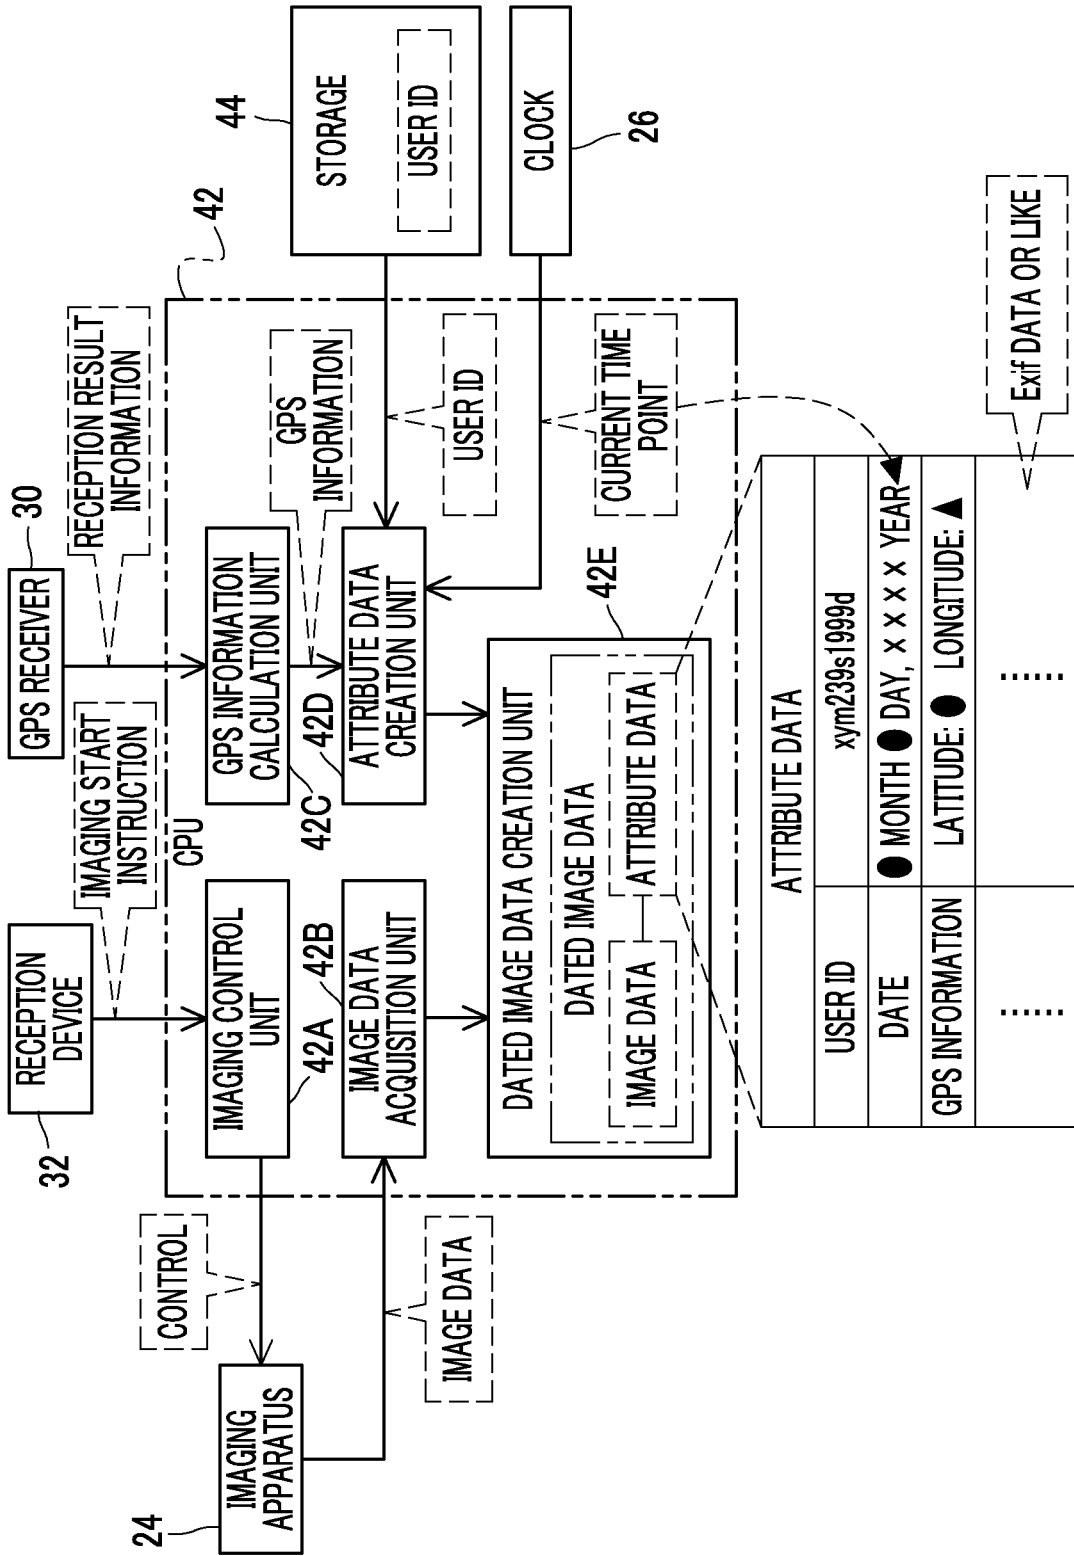 32
RECEPTION
DEVICE
IMAGING START
INSTRUCTION
30
GPS RECEIVER
RECEPTION RESULT
INFORMATION
42
CPU
24
IMAGING
APPARATUS
CONTROL
IMAGE DATA
IMAGING CONTROL
UNIT
42A
42B
IMAGE DATA
ACQUISITION UNIT
GPS INFORMATION
CALCULATION UNIT
42C
GPS
INFORMATION
42D
ATTRIBUTE DATA
CREATION UNIT
44
STORAGE
USER ID
USER ID
CLOCK
26
CURRENT TIME
POINT
42E
DATED IMAGE DATA CREATION UNIT
DATED IMAGE DATA
IMAGE DATA
ATTRIBUTE DATA
ATTRIBUTE DATA
USER ID xym239s1999d
DATE ● MONTH ● DAY, × × × × YEAR
GPS INFORMATION LATITUDE: ● LONGITUDE: ▲
…… ……
Exif DATA OR LIKE